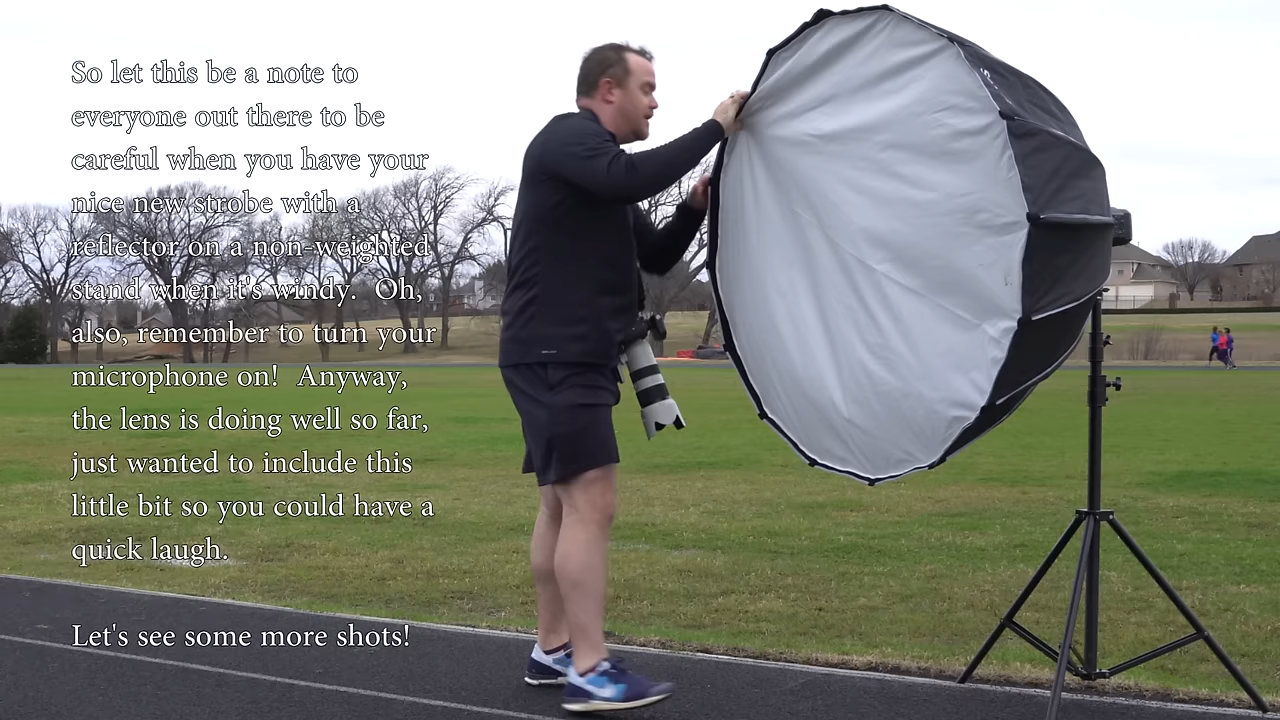 So let this be a note to
everyone out there to be
careful when you have your
nice new strobe with a
reflector on a non-weighted
stand when it's windy.  Oh,
also, remember to turn your
microphone on!  Anyway,
the lens is doing well so far,
just wanted to include this
little bit so you could have a
quick laugh.

Let's see some more shots!